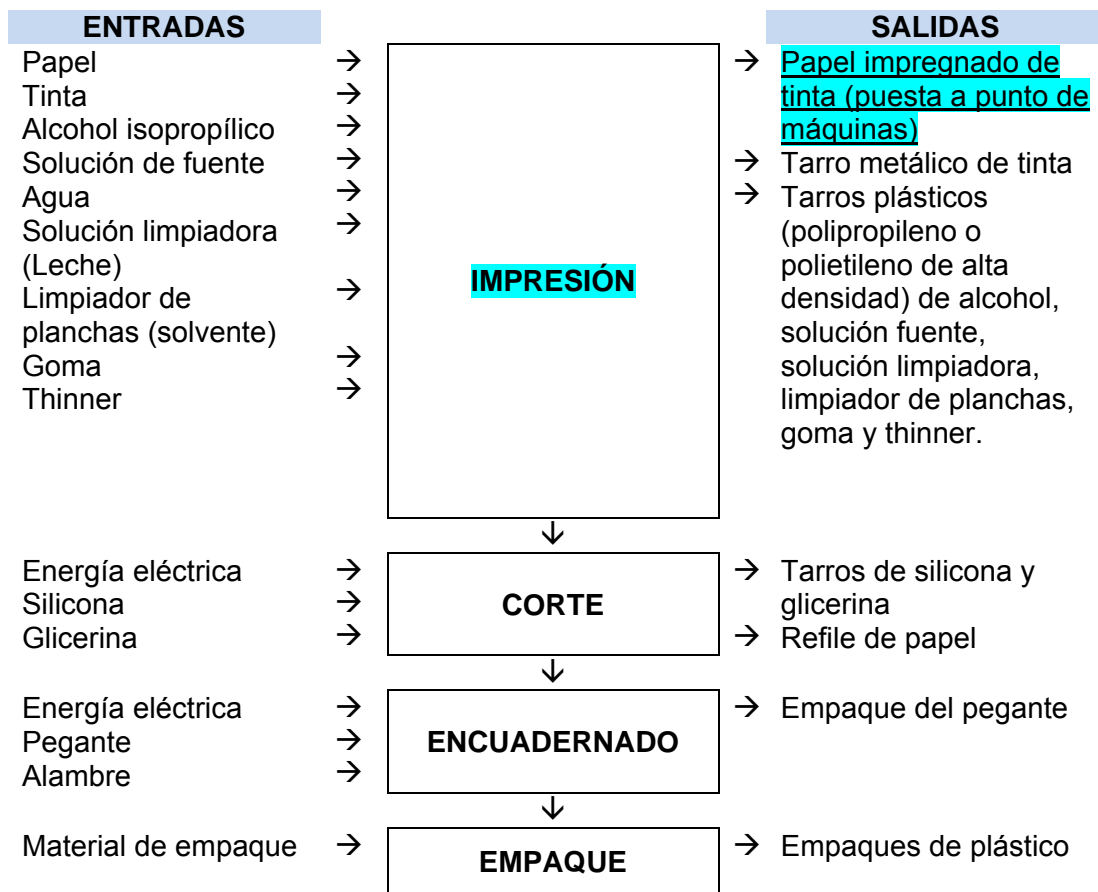 ENTRADAS
SALIDAS
Papel →
Tinta →
Alcohol isopropílico →
Solución de fuente →
Agua →
Solución limpiadora →
(Leche)
Limpiador de →
planchas (solvente)
Goma →
Thinner →
IMPRESIÓN
→ Papel impregnado de
tinta (puesta a punto de
máquinas)
→ Tarro metálico de tinta
→ Tarros plásticos
(polipropileno o
polietileno de alta
densidad) de alcohol,
solución fuente,
solución limpiadora,
limpiador de planchas,
goma y thinner.
↓
Energía eléctrica →
Silicona →
Glicerina →
CORTE
→ Tarros de silicona y
glicerina
→ Refile de papel
↓
Energía eléctrica →
Pegante →
Alambre →
ENCUADERNADO
→ Empaque del pegante
↓
Material de empaque →
EMPAQUE
→ Empaques de plástico